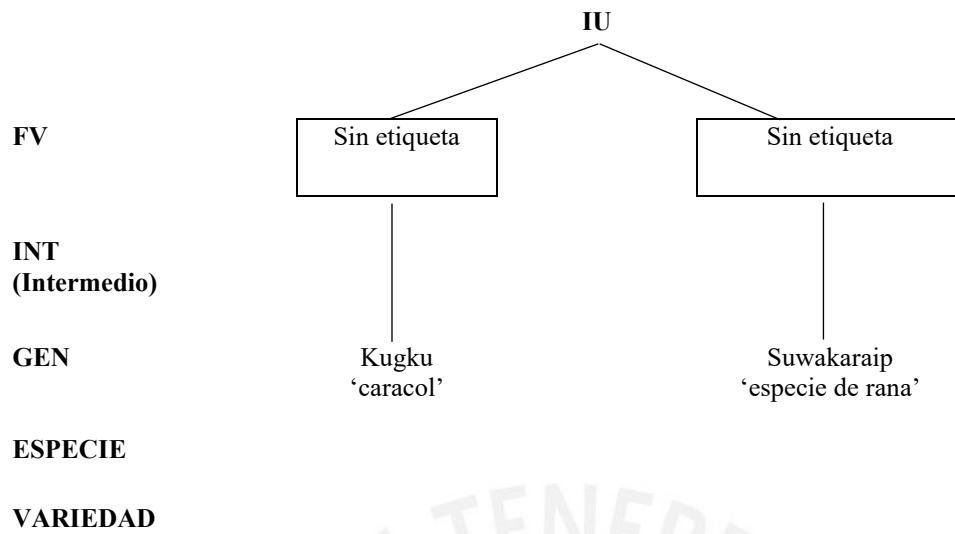 IU
FV Sin etiqueta Sin etiqueta
INT
(Intermedio)
GEN Kugku Suwakaraip
‘caracol’ ‘especie de rana’
ESPECIE
VARIEDAD